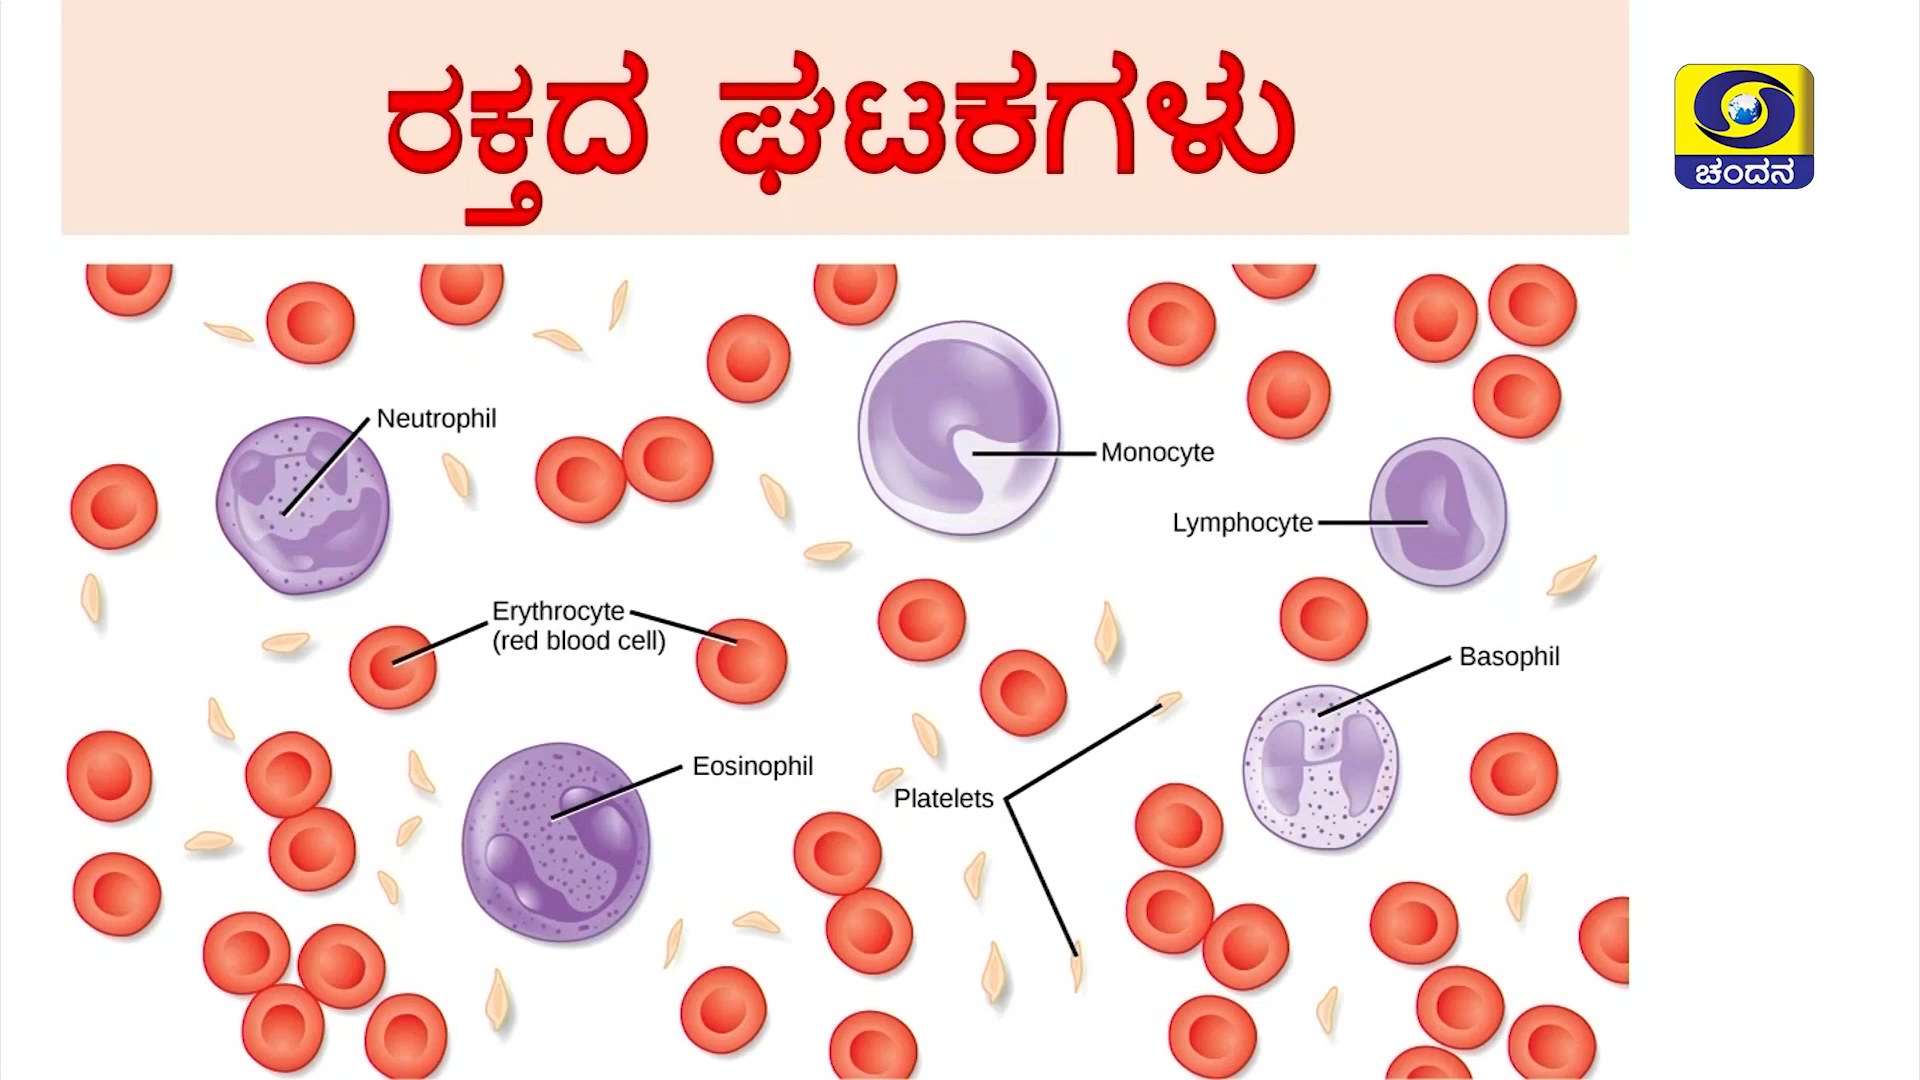 ರಕ್ತದ ಘಟಕಗಳು
ಚಂದನ
Neutrophil
Monocyte
Lymphocyte
Erythrocyte
(red blood cell)
Basophil
Eosinophil
Platelets